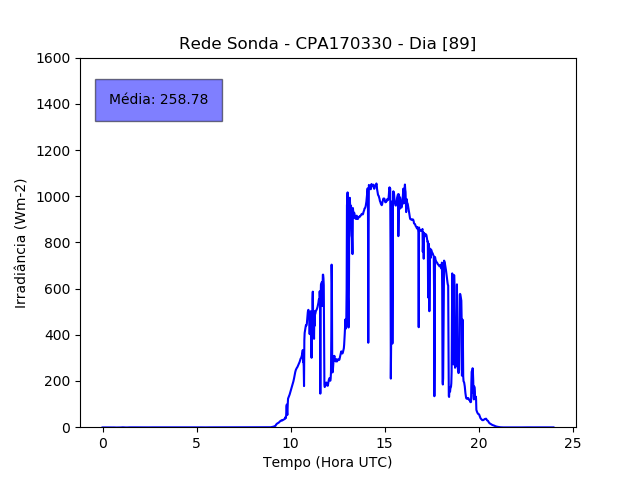 Rede Sonda - CPA170330 - Dia [89]
1600
1400
1200
1000
800
600
400
200
0
Média: 258.78
Irradiância (Wm-2)
0 5 10 15 20 25
Tempo (Hora UTC)